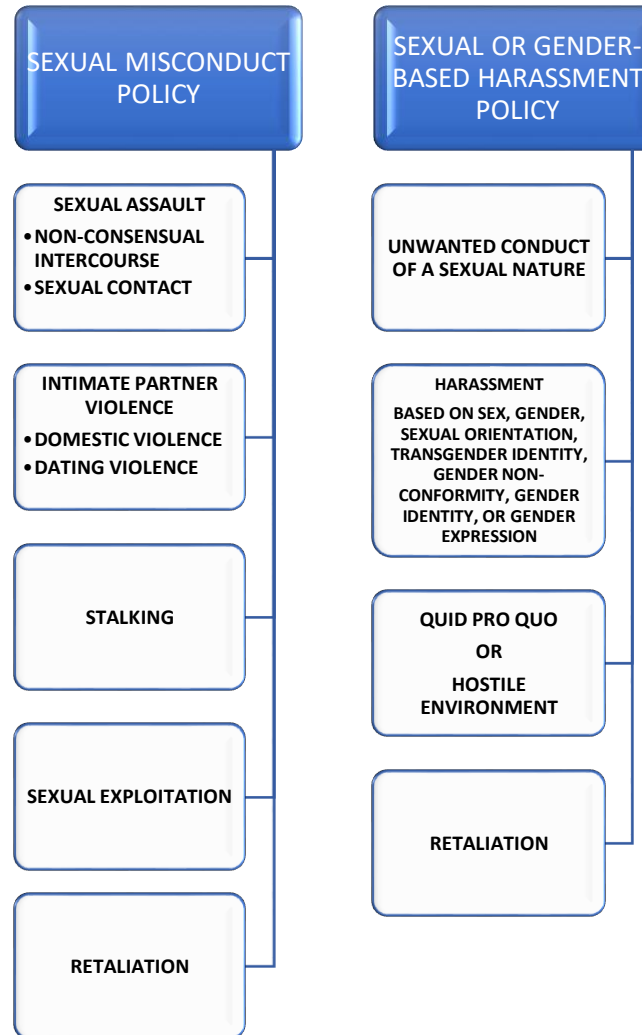 SEXUAL MISCONDUCT
POLICY
SEXUAL ASSAULT
•NON-CONSENSUAL
INTERCOURSE
•SEXUAL CONTACT
INTIMATE PARTNER
VIOLENCE
•DOMESTIC VIOLENCE
•DATING VIOLENCE
STALKING
SEXUAL EXPLOITATION
RETALIATION
SEXUAL OR GENDER-
BASED HARASSMENT
POLICY
UNWANTED CONDUCT
OF A SEXUAL NATURE
HARASSMENT
BASED ON SEX, GENDER,
SEXUAL ORIENTATION,
TRANSGENDER IDENTITY,
GENDER NON-
CONFORMITY, GENDER
IDENTITY, OR GENDER
EXPRESSION
QUID PRO QUO
OR
HOSTILE
ENVIRONMENT
RETALIATION